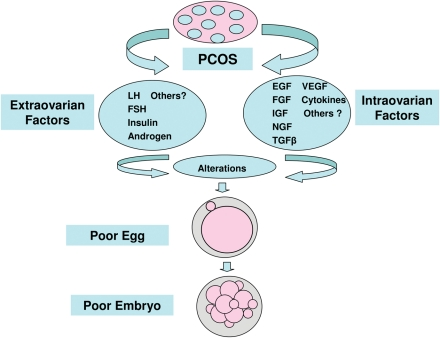 PCOS
Extraovarian
Factors
LH Others?
FSH
Insulin
Androgen
EGF VEGF
FGF Cytokines
IGF Others ?
NGF
TGFβ
Intraovarian
Factors
Alterations
Poor Egg
Poor Embryo